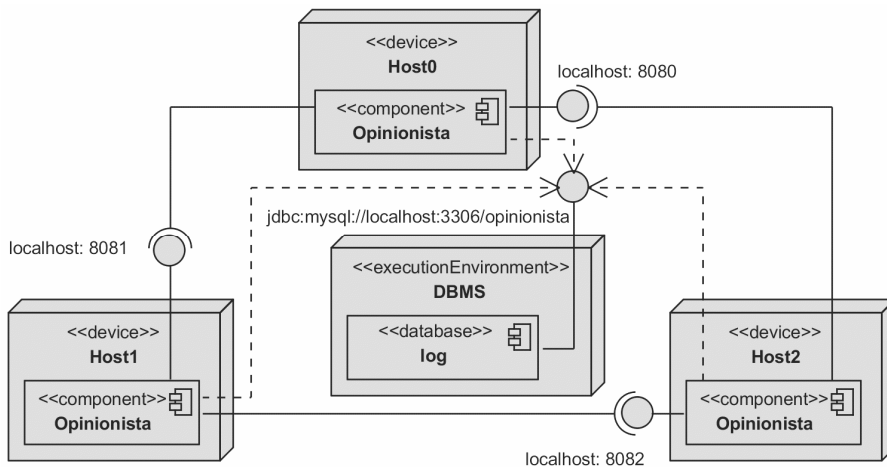 <<device>>
Host0
localhost: 8080
<<component>>
Opinionista
jdbc:mysql://localhost:3306/opinionista
localhost: 8081
<<executionEnvironment>>
DBMS
<<database>>
log
<<device>>
Host1
<<component>>
Opinionista
<<device>>
Host2
<<component>>
Opinionista
localhost: 8082